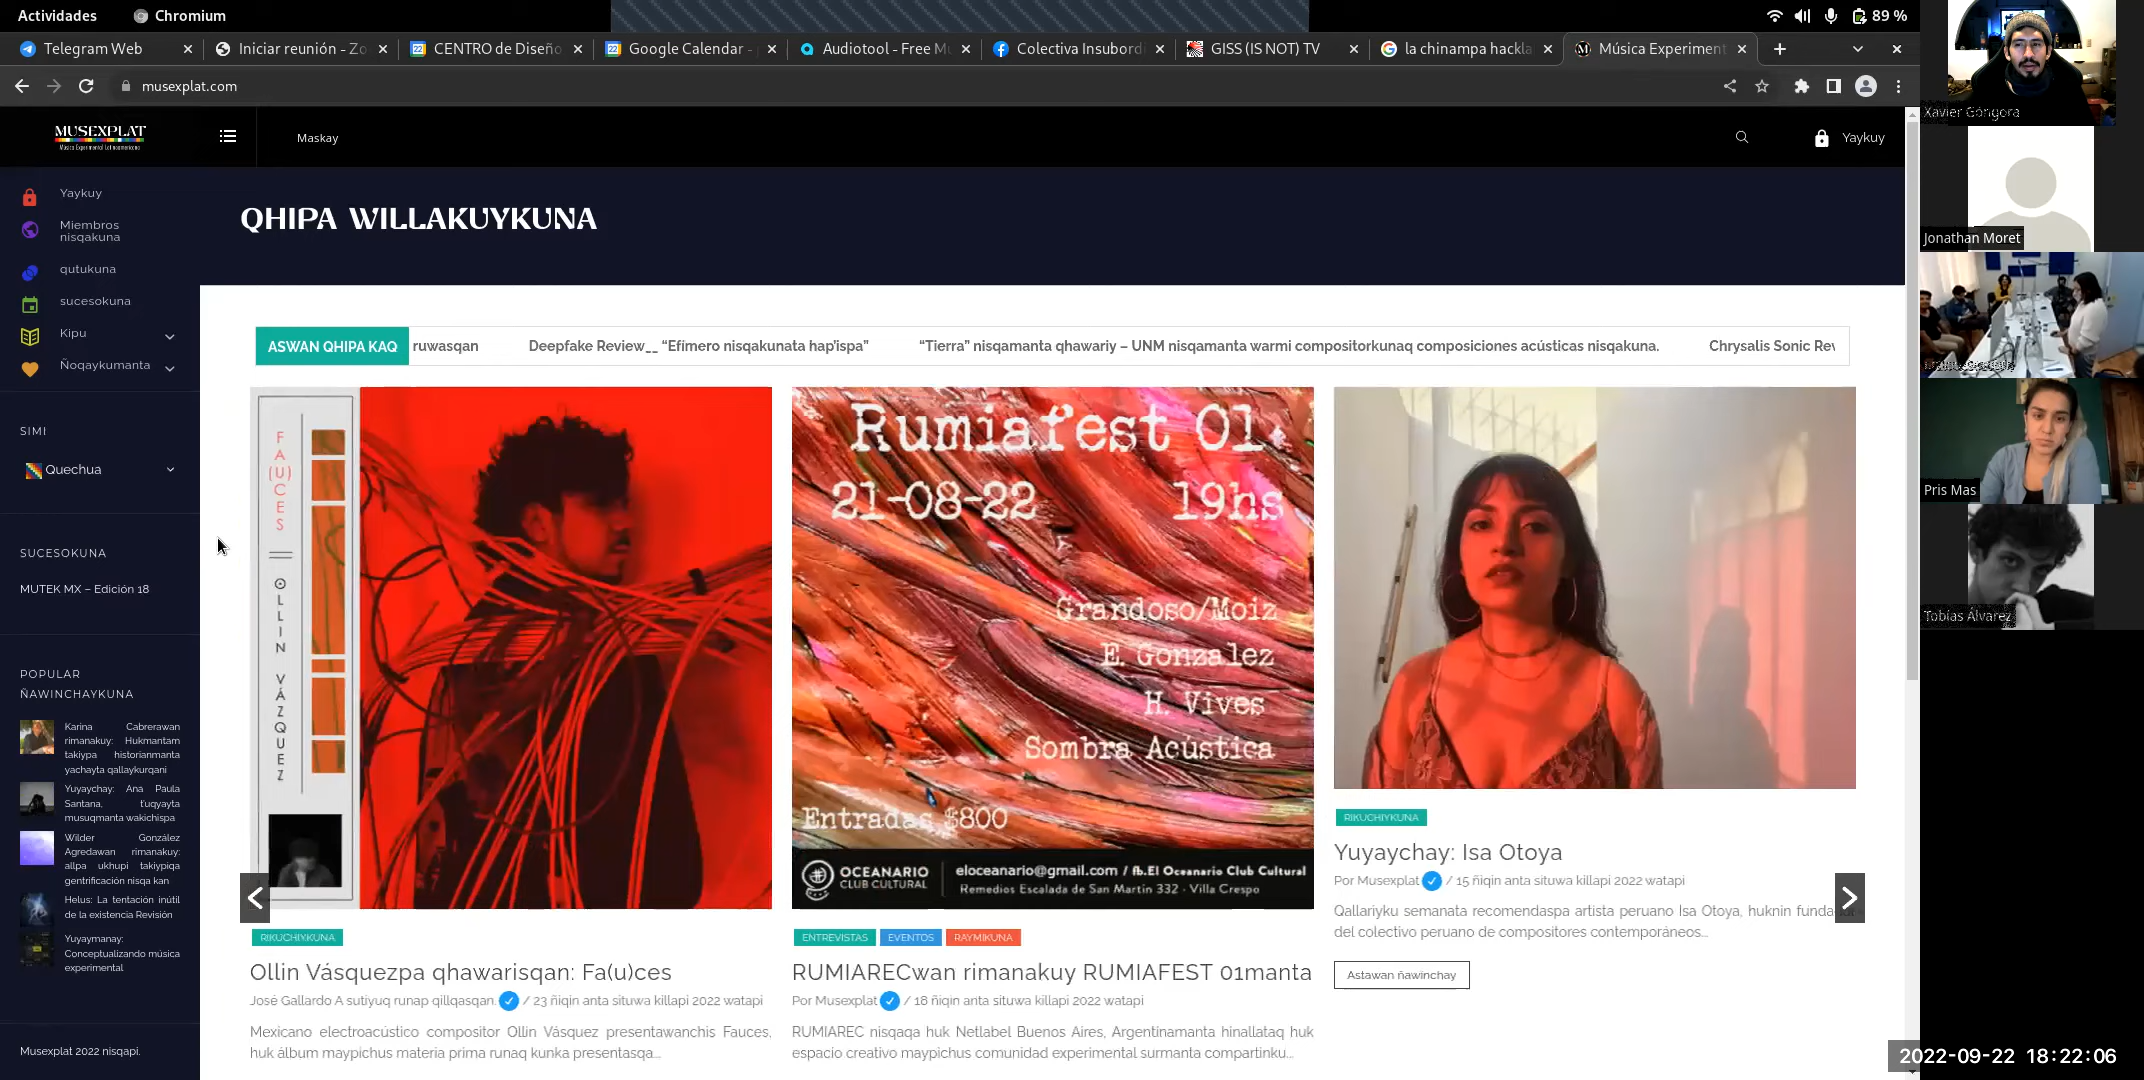 Actividades
Chromium
89 %
Telegram Web
Iniciar reunión - Zo
CENTRO de Diseño
Google Calendar -
Audiotool - Free Mu
Colectiva Insubordi
GISS (IS NOT) TV
la chinampa hackla
Música Experiment
musexplat.com
MUSEXPLAT
Música Experimental Latinoamericana
Maskay
Yaykuy
Yaykuy
Miembros
nisqakuna
qutukuna
sucesokuna
Kipu
Ñoqaykumanta
SIMI
Quechua
SUCESOKUNA
MUTEK MX – Edición 18
POPULAR
ÑAWINCHAYKUNA
Karina Cabrerawan
rimanakuy: Hukmantam
takiypa historianmanta
yachayta qallaykurqani
Yuyaychay: Ana Paula
Santana, t'uqyayta
musuqmanta wakichispa
Wilder González
Agredawan rimanakuy:
allpa ukhupi takiypiqa
gentrificación nisqa kan
Helus: La tentación inútil
de la existencia Revisión
Yuyaymanay:
Conceptualizando música
experimental
Musexplat 2022 nisqapi.
QHIPA WILLAKUYKUNA
ASWAN QHIPA KAQ
ruwasqan
Deepfake Review__ “Efímero nisqakunata hap’ispa”
“Tierra” nisqamanta qhawariy – UNM nisqamanta warmi compositorkunaq composiciones acústicas nisqakuna.
Chrysalis Sonic Rev
FA(U)CES
OLLIN VÁZQUEZ
RIKUCHIYKUNA
Ollin Vásquezpa qhawarisqan: Fa(u)ces
José Gallardo A sutiyuq runap qillqasqan. / 23 ñiqin anta situwa killapi 2022 watapi
Mexicano electroacústico compositor Ollin Vásquez presentawanchis Fauces,
huk álbum maypichus materia prima runaq kunka presentasqa...
Rumiafest 01.
21-08-22 19hs
Grandoso/Moiz
E. Gonzalez
H. Vives
Sombra Acústica
Entradas $800
OCEANARIO
CLUB CULTURAL
eloceanario@gmail.com / fb.El Oceanario Club Cultural
Remedios Escalada de San Martín 332 - Villa Crespo
ENTREVISTAS
EVENTOS
RAYMIKUNA
RUMIARECwan rimanakuy RUMIAFEST 01manta
Por Musexplat / 18 ñiqin anta situwa killapi 2022 watapi
RUMIAREC nisqaqa huk Netlabel Buenos Aires, Argentinamanta hinallataq huk
espacio creativo maypichus comunidad experimental surmanta compartinku...
RIKUCHIYKUNA
Yuyaychay: Isa Otoya
Por Musexplat / 15 ñiqin anta situwa killapi 2022 watapi
Qallariyku semanata recomendaspa artista peruano Isa Otoya, huknin fundador
del colectivo peruano de compositores contemporáneos...
Astawan ñawinchay
Xavier Góngora
Jonathan Moret
Pris Mas
Tobías Álvarez
2022-09-22 18:22:06